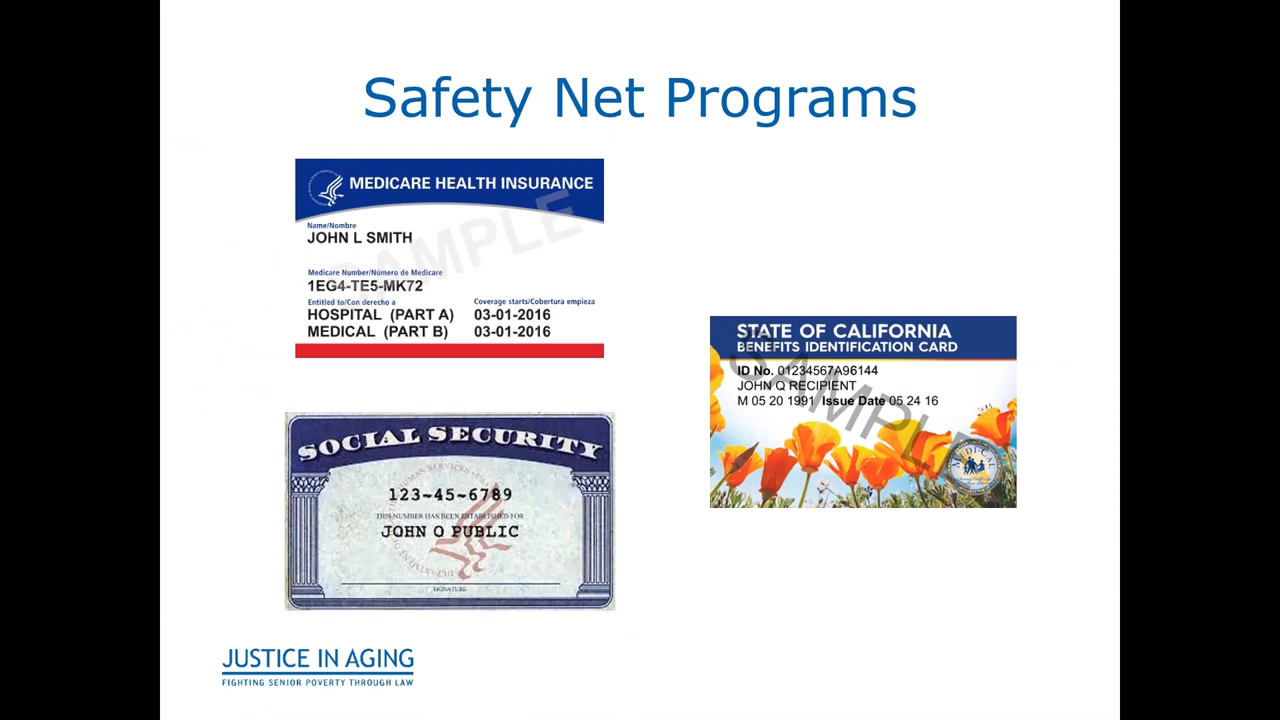 Safety Net Programs
MEDICARE HEALTH INSURANCE
Name/Nombre
JOHN L SMITH
Medicare Number/Número de Medicare
1EG4-TE5-MK72
Entitled to/Con derecho a
Coverage starts/Cobertura empieza
HOSPITAL (PART A)
03-01-2016
MEDICAL (PART B)
03-01-2016
SAMPLE
STATE OF CALIFORNIA
BENEFITS IDENTIFICATION CARD
ID No. 01234567A96144
JOHN Q RECIPIENT
M 05 20 1991 Issue Date 05 24 16
SAMPLE
MEDI CAL
SOCIAL SECURITY
123-45-6789
THIS NUMBER HAS BEEN ESTABLISHED FOR
JOHN Q PUBLIC
SIGNATURE
JUSTICE IN AGING
FIGHTING SENIOR POVERTY THROUGH LAW